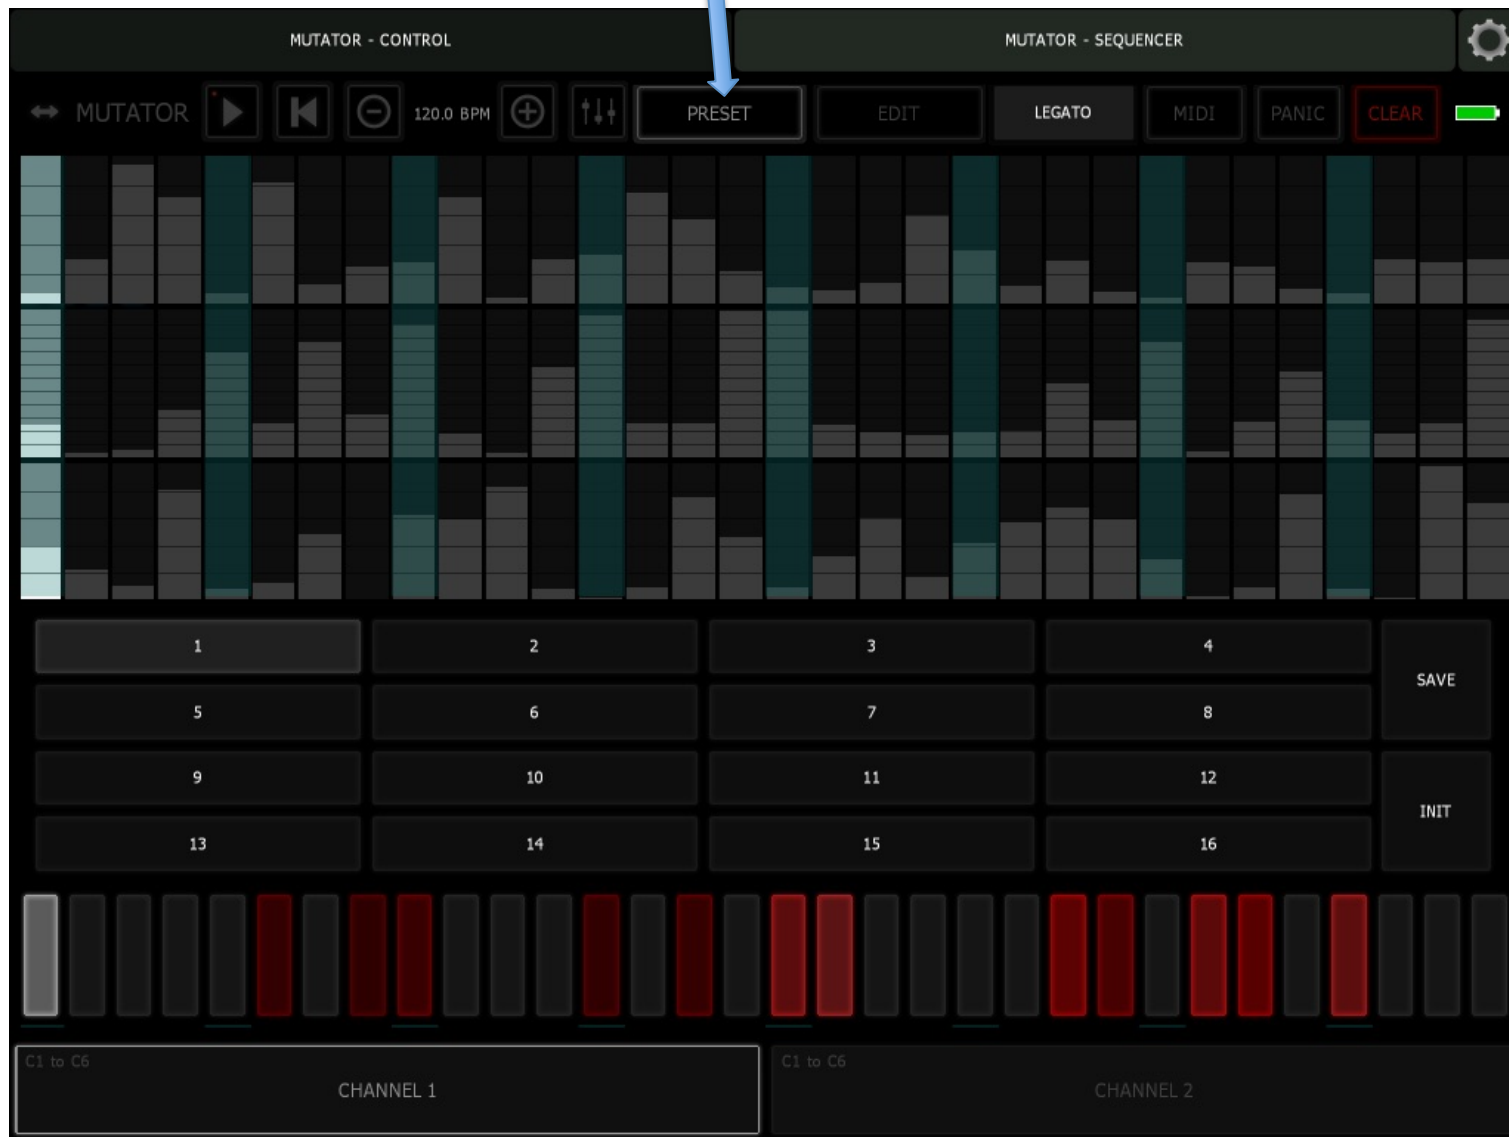 MUTATOR - CONTROL
MUTATOR - SEQUENCER
MUTATOR
120.0 BPM
PRESET
EDIT
LEGATO
MIDI
PANIC
CLEAR
1
2
3
4
SAVE
5
6
7
8
9
10
11
12
INIT
13
14
15
16
C1 to C6
CHANNEL 1
C1 to C6
CHANNEL 2